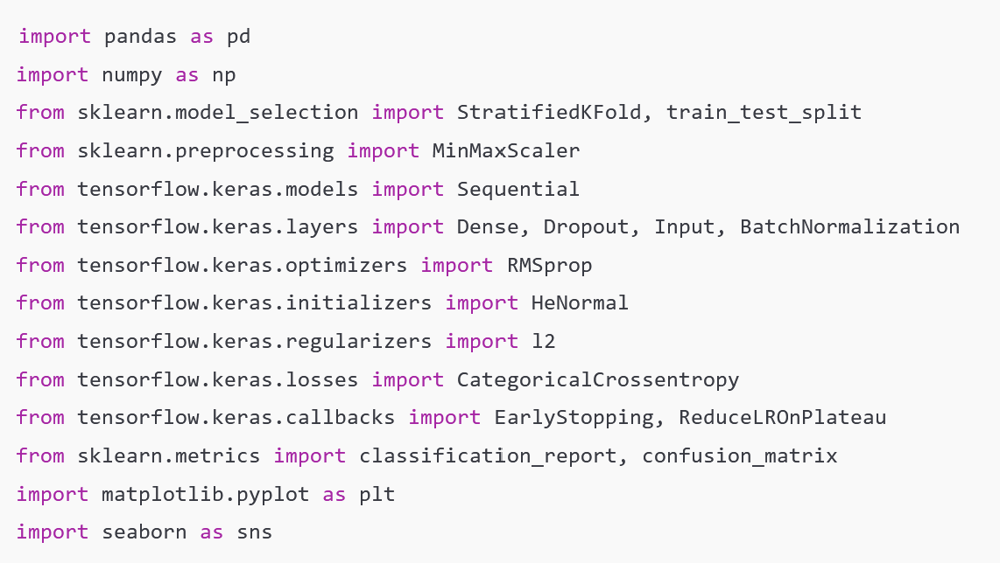 import pandas as pd
import numpy as np
from sklearn.model_selection import StratifiedKFold, train_test_split
from sklearn.preprocessing import MinMaxScaler
from tensorflow.keras.models import Sequential
from tensorflow.keras.layers import Dense, Dropout, Input, BatchNormalization
from tensorflow.keras.optimizers import RMSprop
from tensorflow.keras.initializers import HeNormal
from tensorflow.keras.regularizers import l2
from tensorflow.keras.losses import CategoricalCrossentropy
from tensorflow.keras.callbacks import EarlyStopping, ReduceLROnPlateau
from sklearn.metrics import classification_report, confusion_matrix
import matplotlib.pyplot as plt
import seaborn as sns